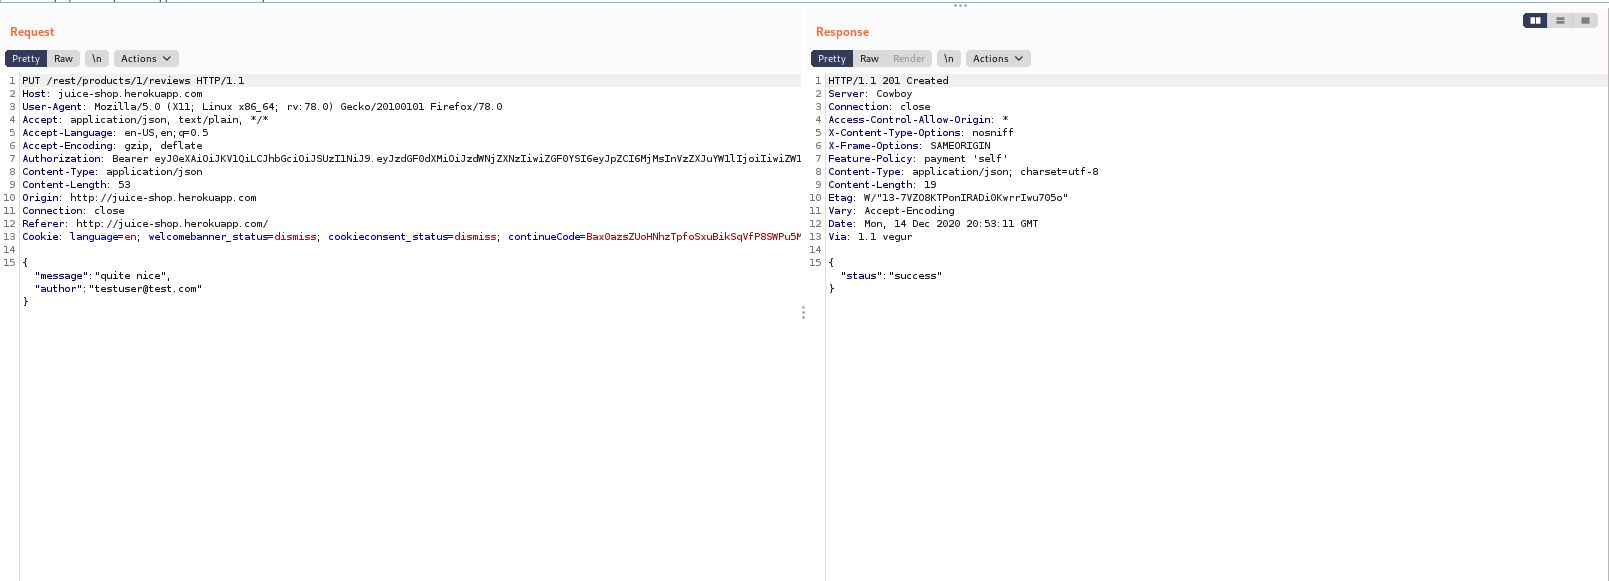 Request
Pretty Raw \n Actions
1 PUT /rest/products/1/reviews HTTP/1.1
2 Host: juice-shop.herokuapp.com
3 User-Agent: Mozilla/5.0 (X11; Linux x86_64; rv:78.0) Gecko/20100101 Firefox/78.0
4 Accept: application/json, text/plain, */*
5 Accept-Language: en-US,en;q=0.5
6 Accept-Encoding: gzip, deflate
7 Authorization: Bearer
8 Content-Type: application/json
9 Content-Length: 53
10 Origin: http://juice-shop.herokuapp.com
11 Connection: close
12 Referer: http://juice-shop.herokuapp.com/
13 Cookie: language=en; welcomebanner_status=dismiss; cookieconsent_status=dismiss;
14
15 {
"message":"quite nice",
"author":"testuser@test.com"
}
Response
Pretty Raw Render \n Actions
1 HTTP/1.1 201 Created
2 Server: Cowboy
3 Connection: close
4 Access-Control-Allow-Origin: *
5 X-Content-Type-Options: nosniff
6 X-Frame-Options: SAMEORIGIN
7 Feature-Policy: payment 'self'
8 Content-Type: application/json; charset=utf-8
9 Content-Length: 19
10 Etag: W/"13-7VZO8KTPonIRADiOKwrrIwu705o"
11 Vary: Accept-Encoding
12 Date: Mon, 14 Dec 2020 20:53:11 GMT
13 Via: 1.1 vegur
14
15 {
"staus":"success"
}